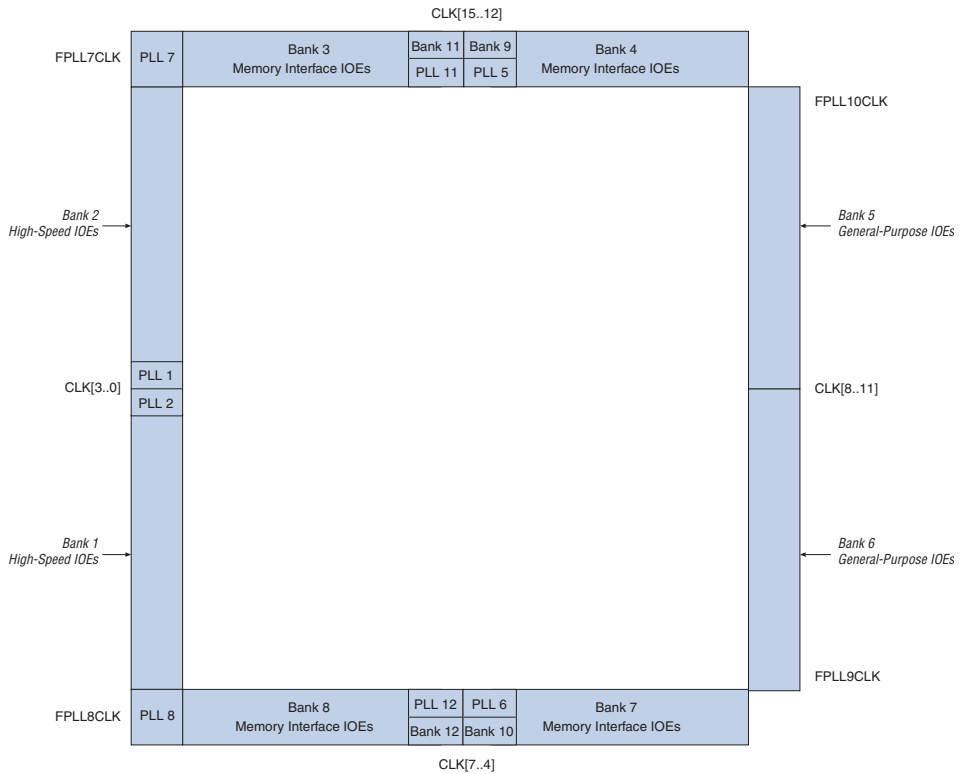 CLK[15..12]
FPLL7CLK
PLL 7
Bank 3
Memory Interface IOEs
Bank 11
Bank 9
PLL 11
PLL 5
Bank 4
Memory Interface IOEs
FPLL10CLK
Bank 2
High-Speed IOEs
Bank 5
General-Purpose IOEs
PLL 1
CLK[3..0]
PLL 2
CLK[8..11]
Bank 1
High-Speed IOEs
Bank 6
General-Purpose IOEs
FPLL9CLK
FPLL8CLK
PLL 8
Bank 8
Memory Interface IOEs
PLL 12
PLL 6
Bank 12
Bank 10
Bank 7
Memory Interface IOEs
CLK[7..4]